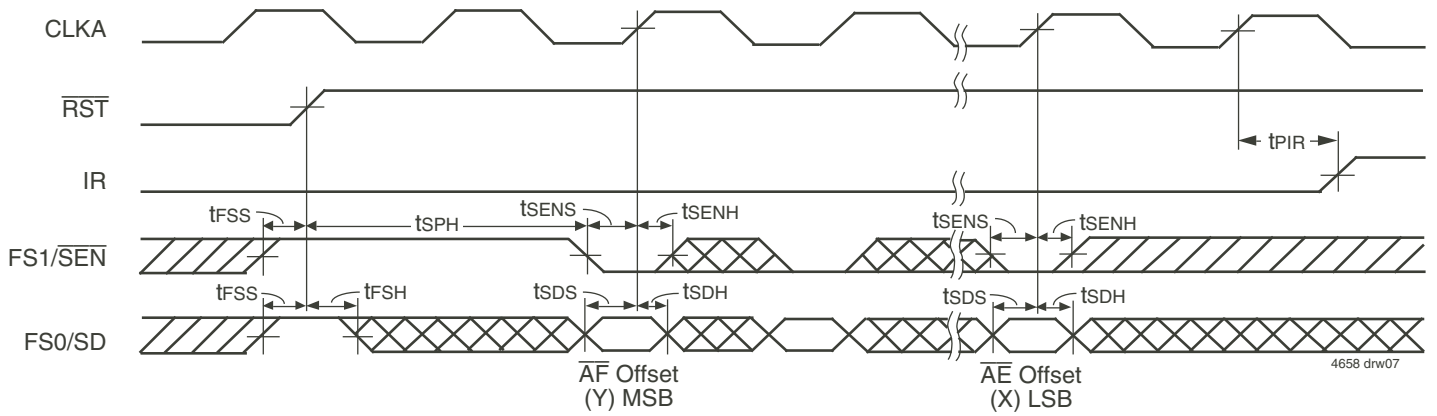 CLKA
RST
tPIR
IR
tFSS tSPH tSENS tSENH tSENS tSENH
FS1/SEN
tFSS tFSH tSDS tSDH tSDS tSDH
FS0/SD
4658 drw07
AF Offset
(Y) MSB
AE Offset
(X) LSB